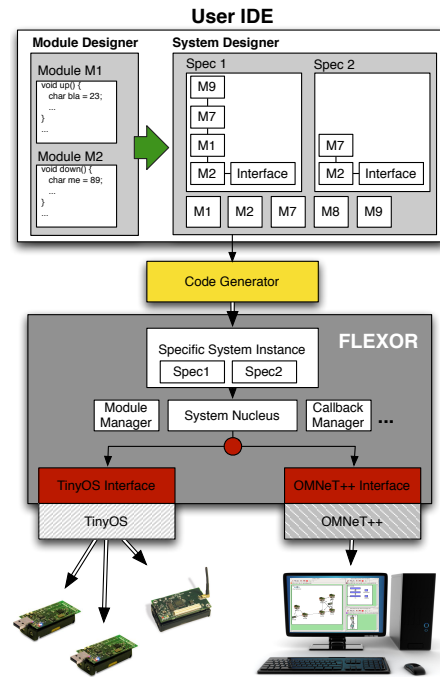 User IDE
Module Designer
System Designer
Module M1
void up() {
char bla = 23;
...
}
...
Module M2
void down() {
char me = 89;
...
}
...
Spec 1
M9
M7
M1
M2
Interface
Spec 2
M7
M2
Interface
M1
M2
M7
M8
M9
Code Generator
FLEXOR
Specific System Instance
Spec1
Spec2
Module
Manager
System Nucleus
Callback
Manager
...
TinyOS Interface
OMNeT++ Interface
TinyOS
OMNeT++